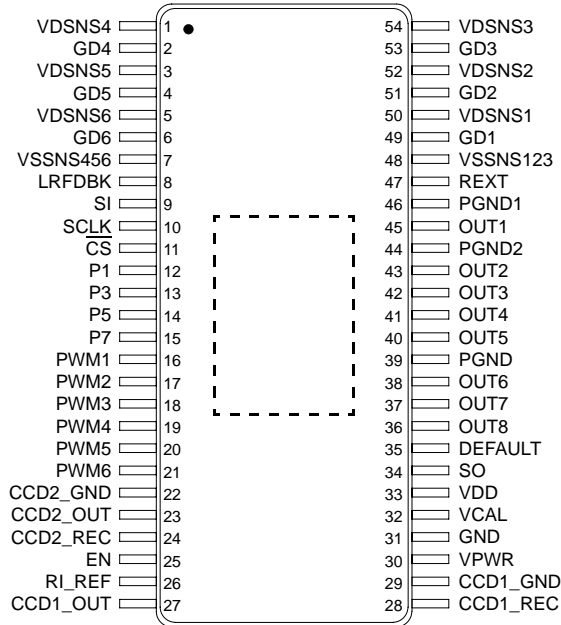 VDSNS4 1 54 VDSNS3
GD4 2 53 GD3
VDSNS5 3 52 VDSNS2
GD5 4 51 GD2
VDSNS6 5 50 VDSNS1
GD6 6 49 GD1
VSSNS456 7 48 VSSNS123
LRFDBK 8 47 REXT
SI 9 46 PGND1
SCLK 10 45 OUT1
CS 11 44 PGND2
P1 12 43 OUT2
P3 13 42 OUT3
P5 14 41 OUT4
P7 15 40 OUT5
PWM1 16 39 PGND
PWM2 17 38 OUT6
PWM3 18 37 OUT7
PWM4 19 36 OUT8
PWM5 20 35 DEFAULT
PWM6 21 34 SO
CCD2_GND 22 33 VDD
CCD2_OUT 23 32 VCAL
CCD2_REC 24 31 GND
EN 25 30 VPWR
RI_REF 26 29 CCD1_GND
CCD1_OUT 27 28 CCD1_REC